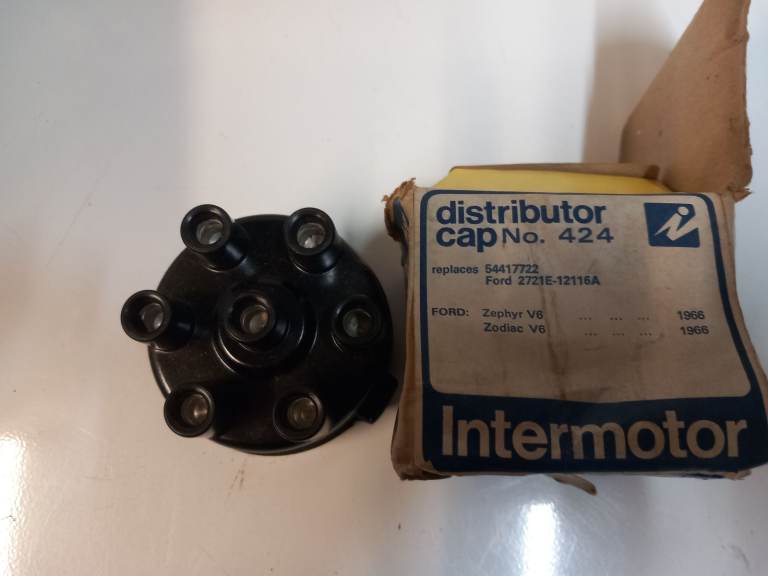 distributor
cap No. 424
replaces 54417722
Ford 2721E-12116A
FORD: Zephyr V6 ... ... ... 1966
Zodiac V6 ... ... ... 1966
Intermotor